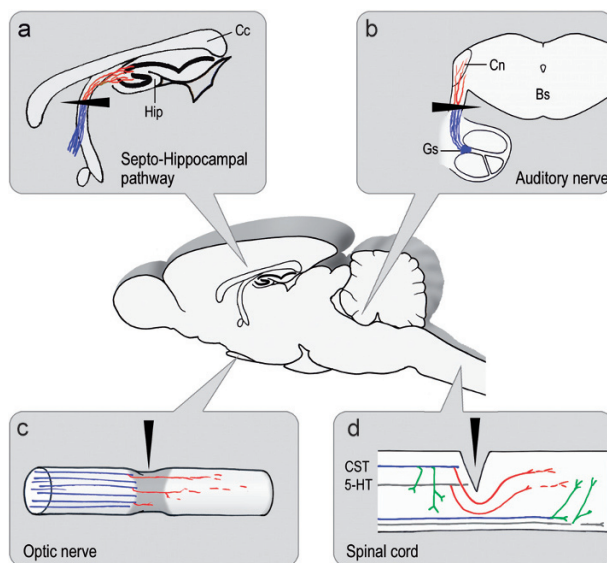 a
Cc
Hip
Septo-Hippocampal
pathway
b
Cn
Bs
Gs
Auditory nerve
c
Optic nerve
d
CST
5-HT
Spinal cord